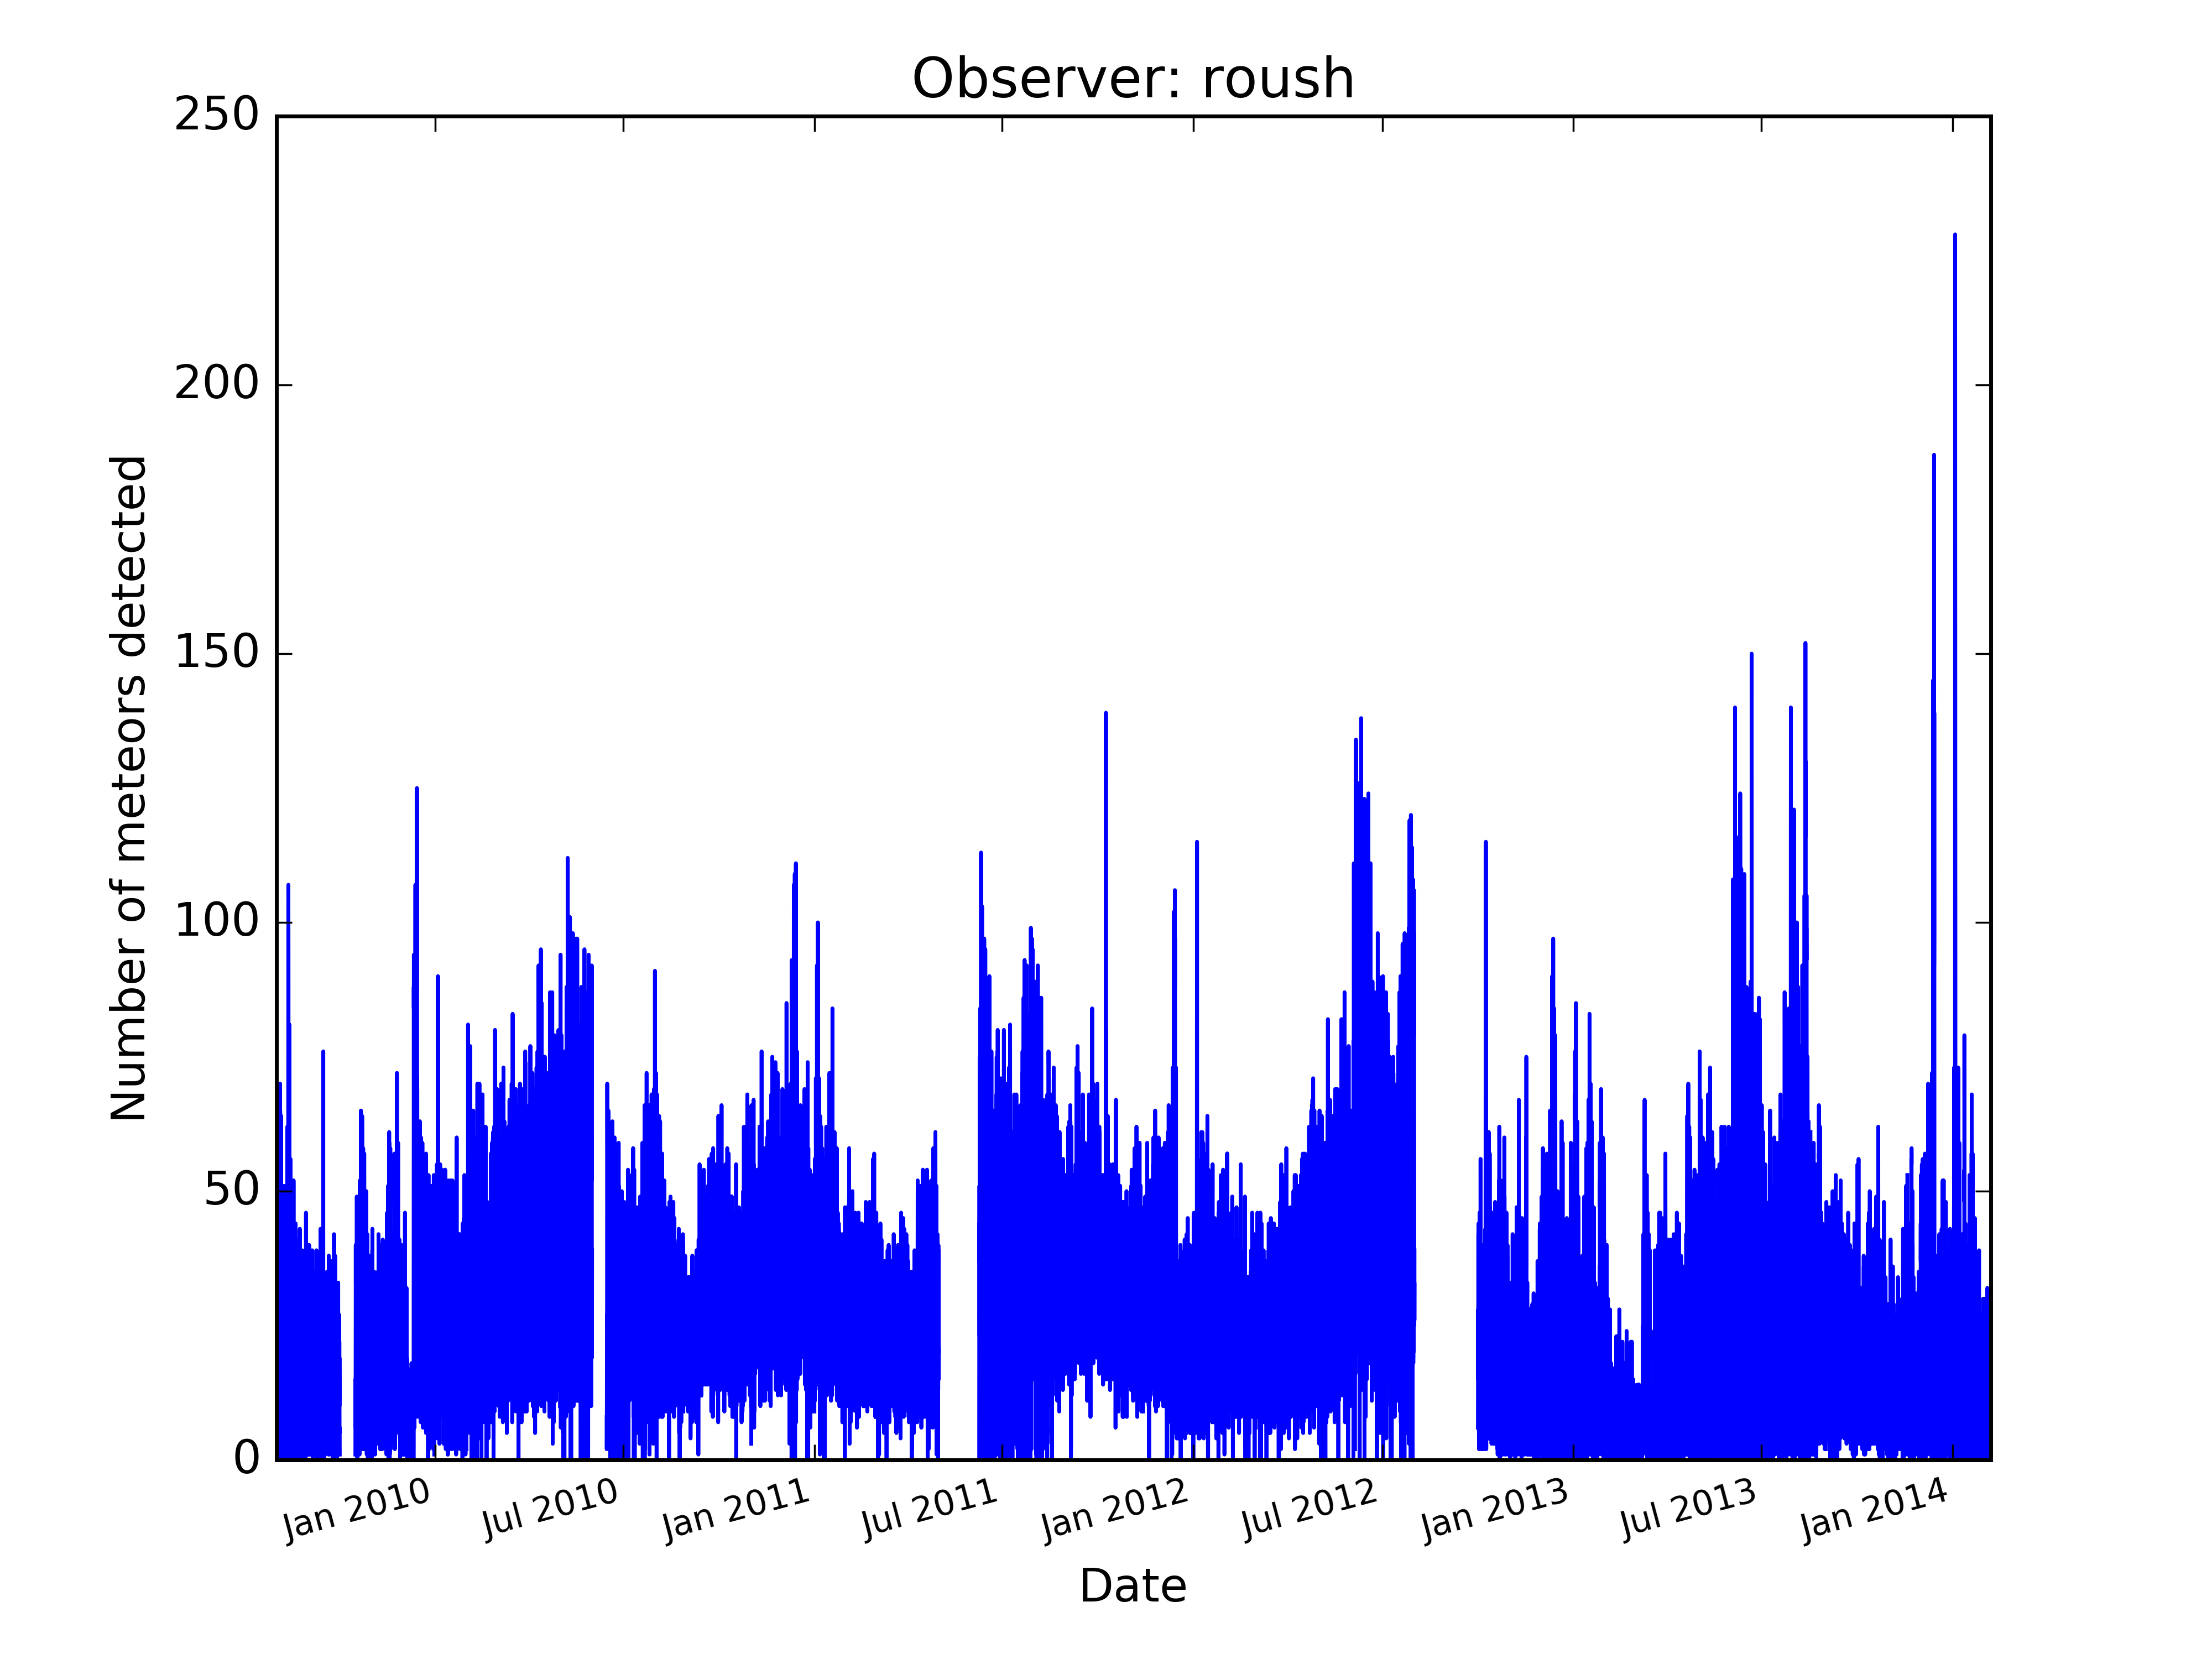 Observer: roush
250
200
150
100
50
0
Number of meteors detected
Jan 2010
Jul 2010
Jan 2011
Jul 2011
Jan 2012
Jul 2012
Jan 2013
Jul 2013
Jan 2014
Date